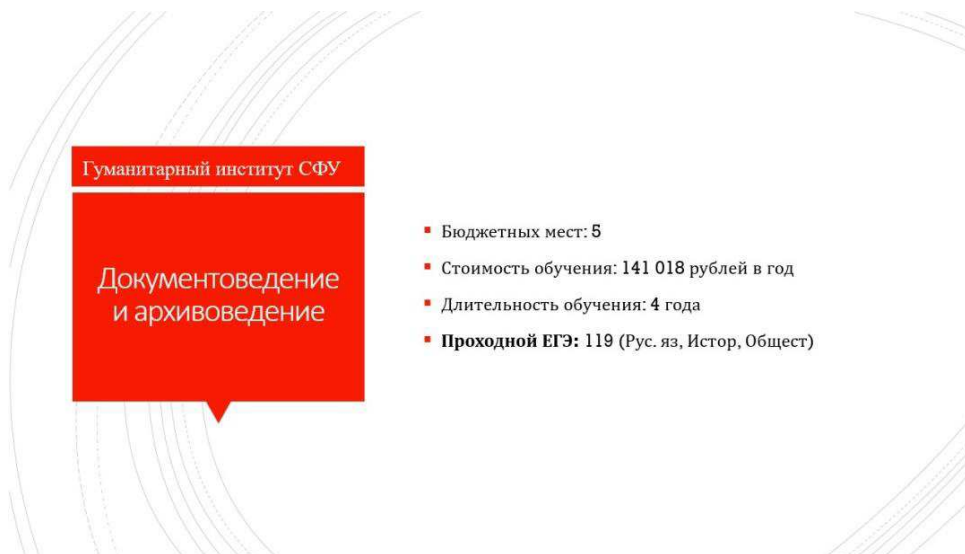 Гуманитарный институт СФУ
Документоведение
и архивоведение
Бюджетных мест: 5
Стоимость обучения: 141 018 рублей в год
Длительность обучения: 4 года
Проходной ЕГЭ: 119 (Рус. яз, Истор, Общест)